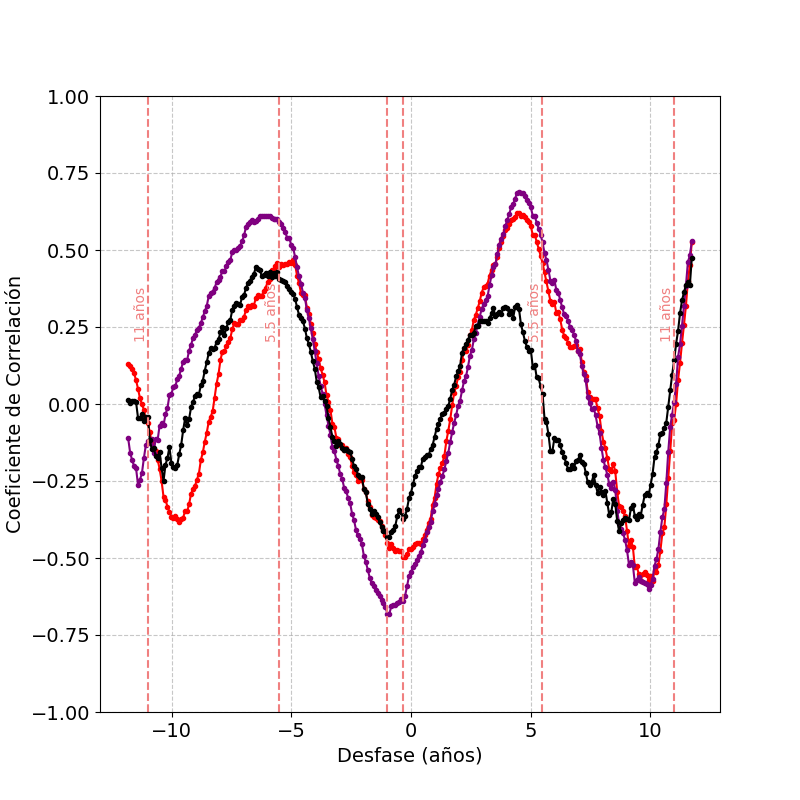 1.00
0.75
0.50
0.25
0.00
−0.25
−0.50
−0.75
−1.00
Coeficiente de Correlación
11 años
5.5 años
5.5 años
11 años
−10
−5
0
5
10
Desfase (años)